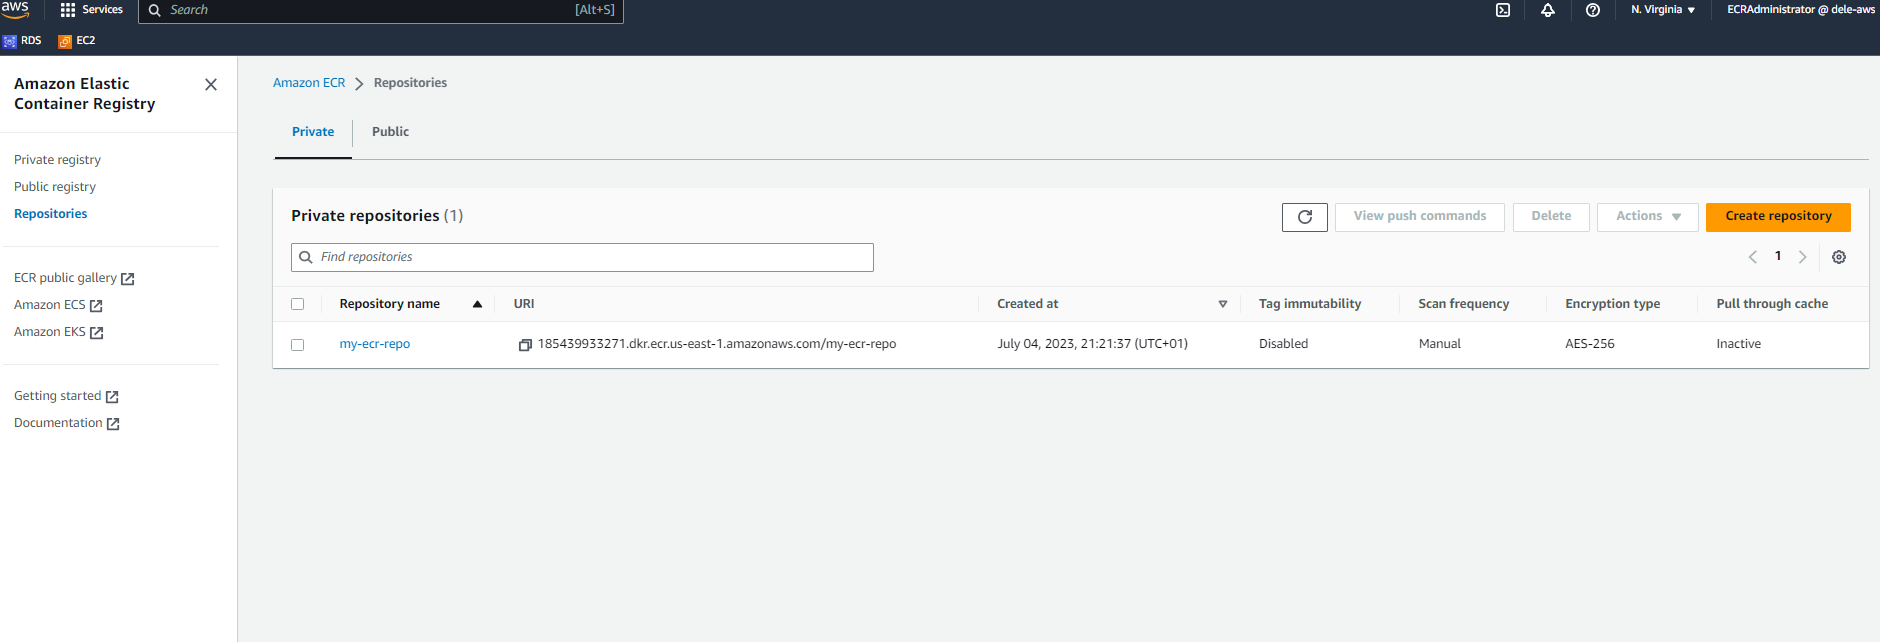 aws
Services
Search
[Alt+S]
N. Virginia
ECRAdministrator @ dele-aws
RDS
EC2
Amazon Elastic
Container Registry
Private registry
Public registry
Repositories
ECR public gallery
Amazon ECS
Amazon EKS
Getting started
Documentation
Amazon ECR
Repositories
Private
Public
Private repositories (1)
View push commands
Delete
Actions
Create repository
Find repositories
1
Repository name
URI
Created at
Tag immutability
Scan frequency
Encryption type
Pull through cache
my-ecr-repo
185439933271.dkr.ecr.us-east-1.amazonaws.com/my-ecr-repo
July 04, 2023, 21:21:37 (UTC+01)
Disabled
Manual
AES-256
Inactive